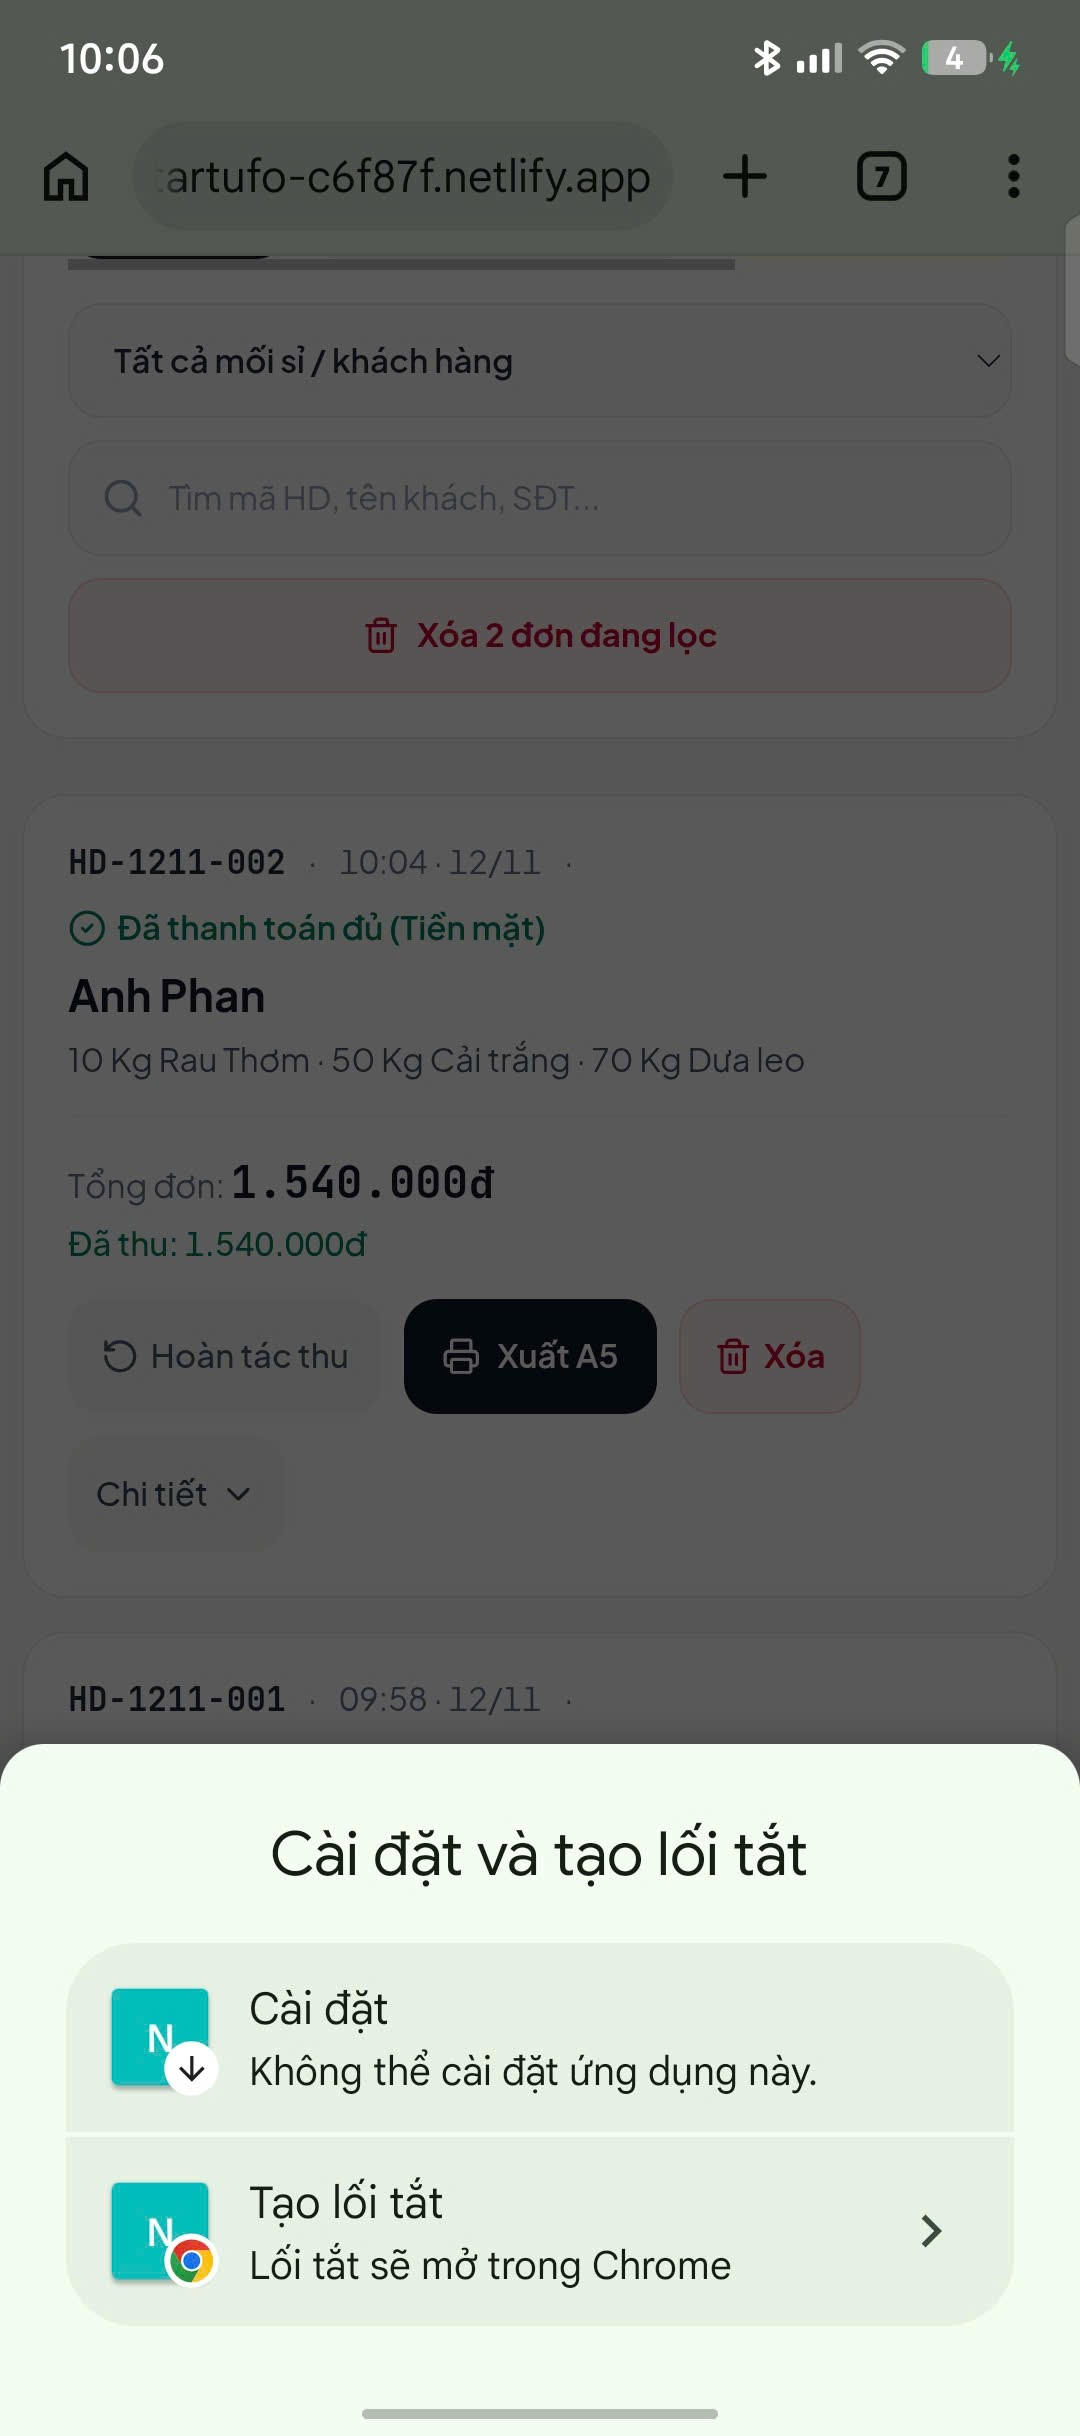 10:06
4
tartufo-c6f87f.netlify.app
7
Tất cả mối sỉ / khách hàng
Tìm mã HD, tên khách, SĐT...
Xóa 2 đơn đang lọc
HD-1211-002 · 10:04 · 12/11 ·
Đã thanh toán đủ (Tiền mặt)
Anh Phan
10 Kg Rau Thơm · 50 Kg Cải trắng · 70 Kg Dưa leo
Tổng đơn: 1.540.000đ
Đã thu: 1.540.000đ
Hoàn tác thu
Xuất A5
Xóa
Chi tiết
HD-1211-001 · 09:58 · 12/11 ·
Cài đặt và tạo lối tắt
N
Cài đặt
Không thể cài đặt ứng dụng này.
N
Tạo lối tắt
Lối tắt sẽ mở trong Chrome